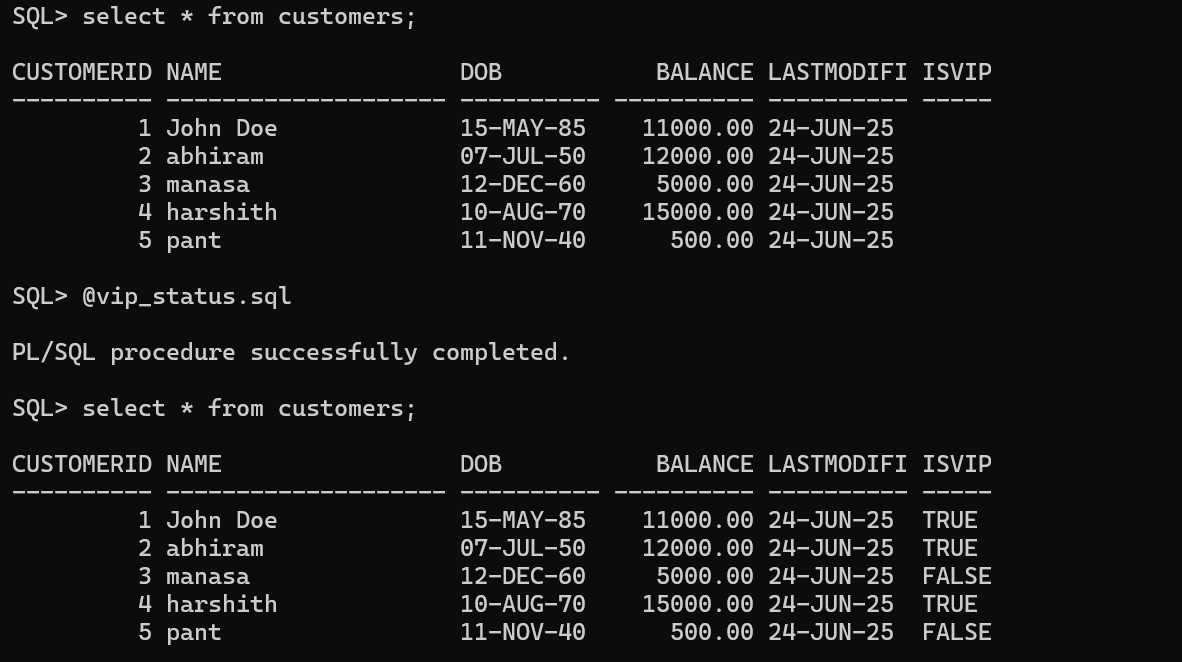 SQL> select * from customers;
CUSTOMERID NAME                 DOB           BALANCE LASTMODIFI ISVIP
---------- -------------------- ---------- ---------- ---------- -----
         1 John Doe             15-MAY-85    11000.00 24-JUN-25
         2 abhiram              07-JUL-50    12000.00 24-JUN-25
         3 manasa               12-DEC-60     5000.00 24-JUN-25
         4 harshith             10-AUG-70    15000.00 24-JUN-25
         5 pant                 11-NOV-40      500.00 24-JUN-25
SQL> @vip_status.sql
PL/SQL procedure successfully completed.
SQL> select * from customers;
CUSTOMERID NAME                 DOB           BALANCE LASTMODIFI ISVIP
---------- -------------------- ---------- ---------- ---------- -----
         1 John Doe             15-MAY-85    11000.00 24-JUN-25  TRUE
         2 abhiram              07-JUL-50    12000.00 24-JUN-25  TRUE
         3 manasa               12-DEC-60     5000.00 24-JUN-25  FALSE
         4 harshith             10-AUG-70    15000.00 24-JUN-25  TRUE
         5 pant                 11-NOV-40      500.00 24-JUN-25  FALSE